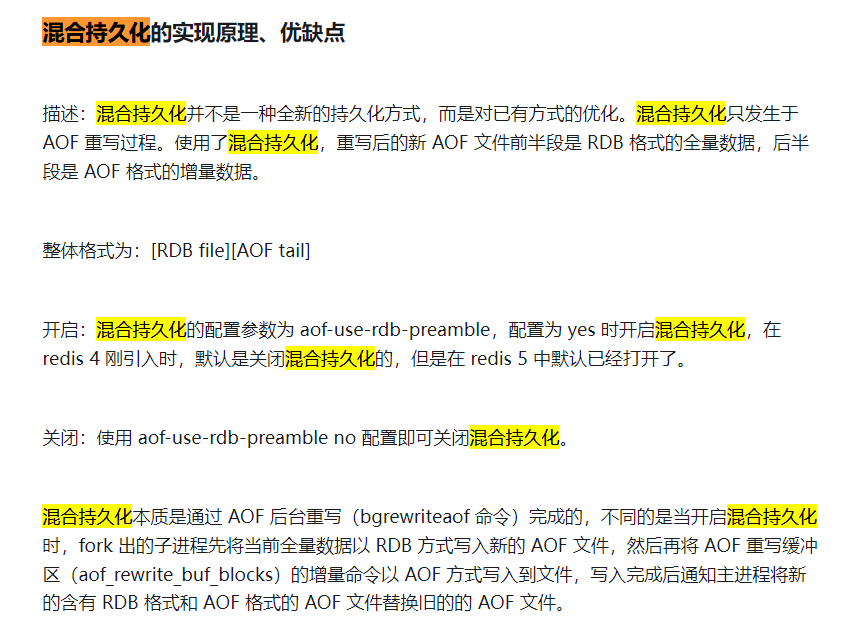 混合持久化的实现原理、优缺点
描述：混合持久化并不是一种全新的持久化方式，而是对已有方式的优化。混合持久化只发生于
AOF 重写过程。使用了混合持久化，重写后的新 AOF 文件前半段是 RDB 格式的全量数据，后半
段是 AOF 格式的增量数据。
整体格式为：[RDB file][AOF tail]
开启：混合持久化的配置参数为 aof-use-rdb-preamble，配置为 yes 时开启混合持久化，在
redis 4 刚引入时，默认是关闭混合持久化的，但是在 redis 5 中默认已经打开了。
关闭：使用 aof-use-rdb-preamble no 配置即可关闭混合持久化。
混合持久化本质是通过 AOF 后台重写（bgrewriteaof 命令）完成的，不同的是当开启混合持久化
时，fork 出的子进程先将当前全量数据以 RDB 方式写入新的 AOF 文件，然后再将 AOF 重写缓冲
区（aof_rewrite_buf_blocks）的增量命令以 AOF 方式写入到文件，写入完成后通知主进程将新
的含有 RDB 格式和 AOF 格式的 AOF 文件替换旧的的 AOF 文件。